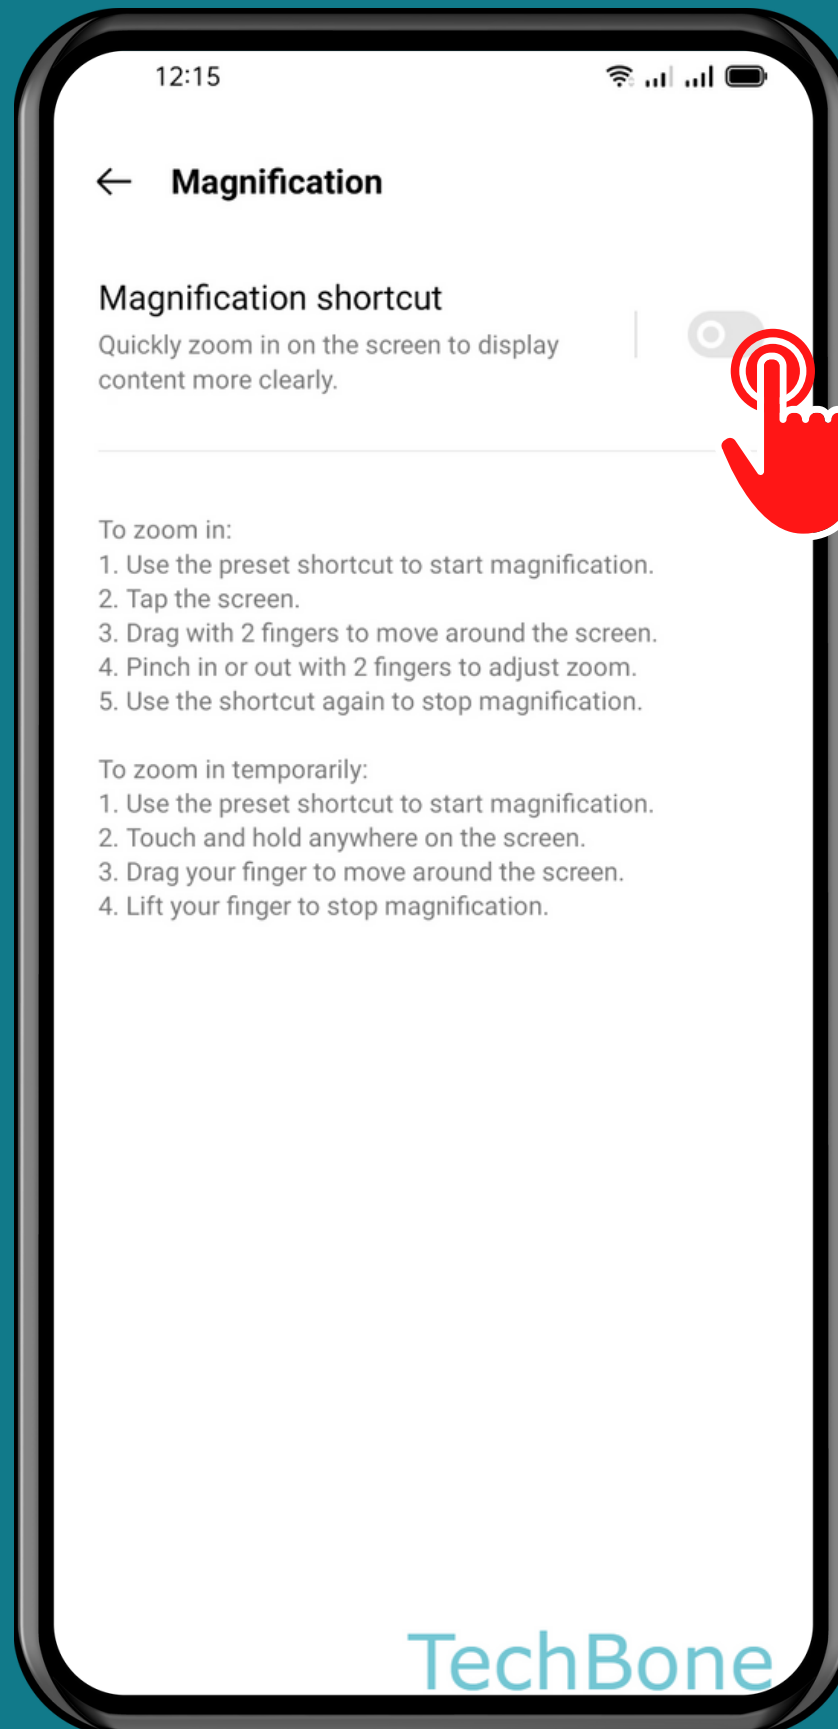 12:15
Magnification
Magnification shortcut
Quickly zoom in on the screen to display
content more clearly.
To zoom in:
1. Use the preset shortcut to start magnification.
2. Tap the screen.
3. Drag with 2 fingers to move around the screen.
4. Pinch in or out with 2 fingers to adjust zoom.
5. Use the shortcut again to stop magnification.
To zoom in temporarily:
1. Use the preset shortcut to start magnification.
2. Touch and hold anywhere on the screen.
3. Drag your finger to move around the screen.
4. Lift your finger to stop magnification.
TechBone